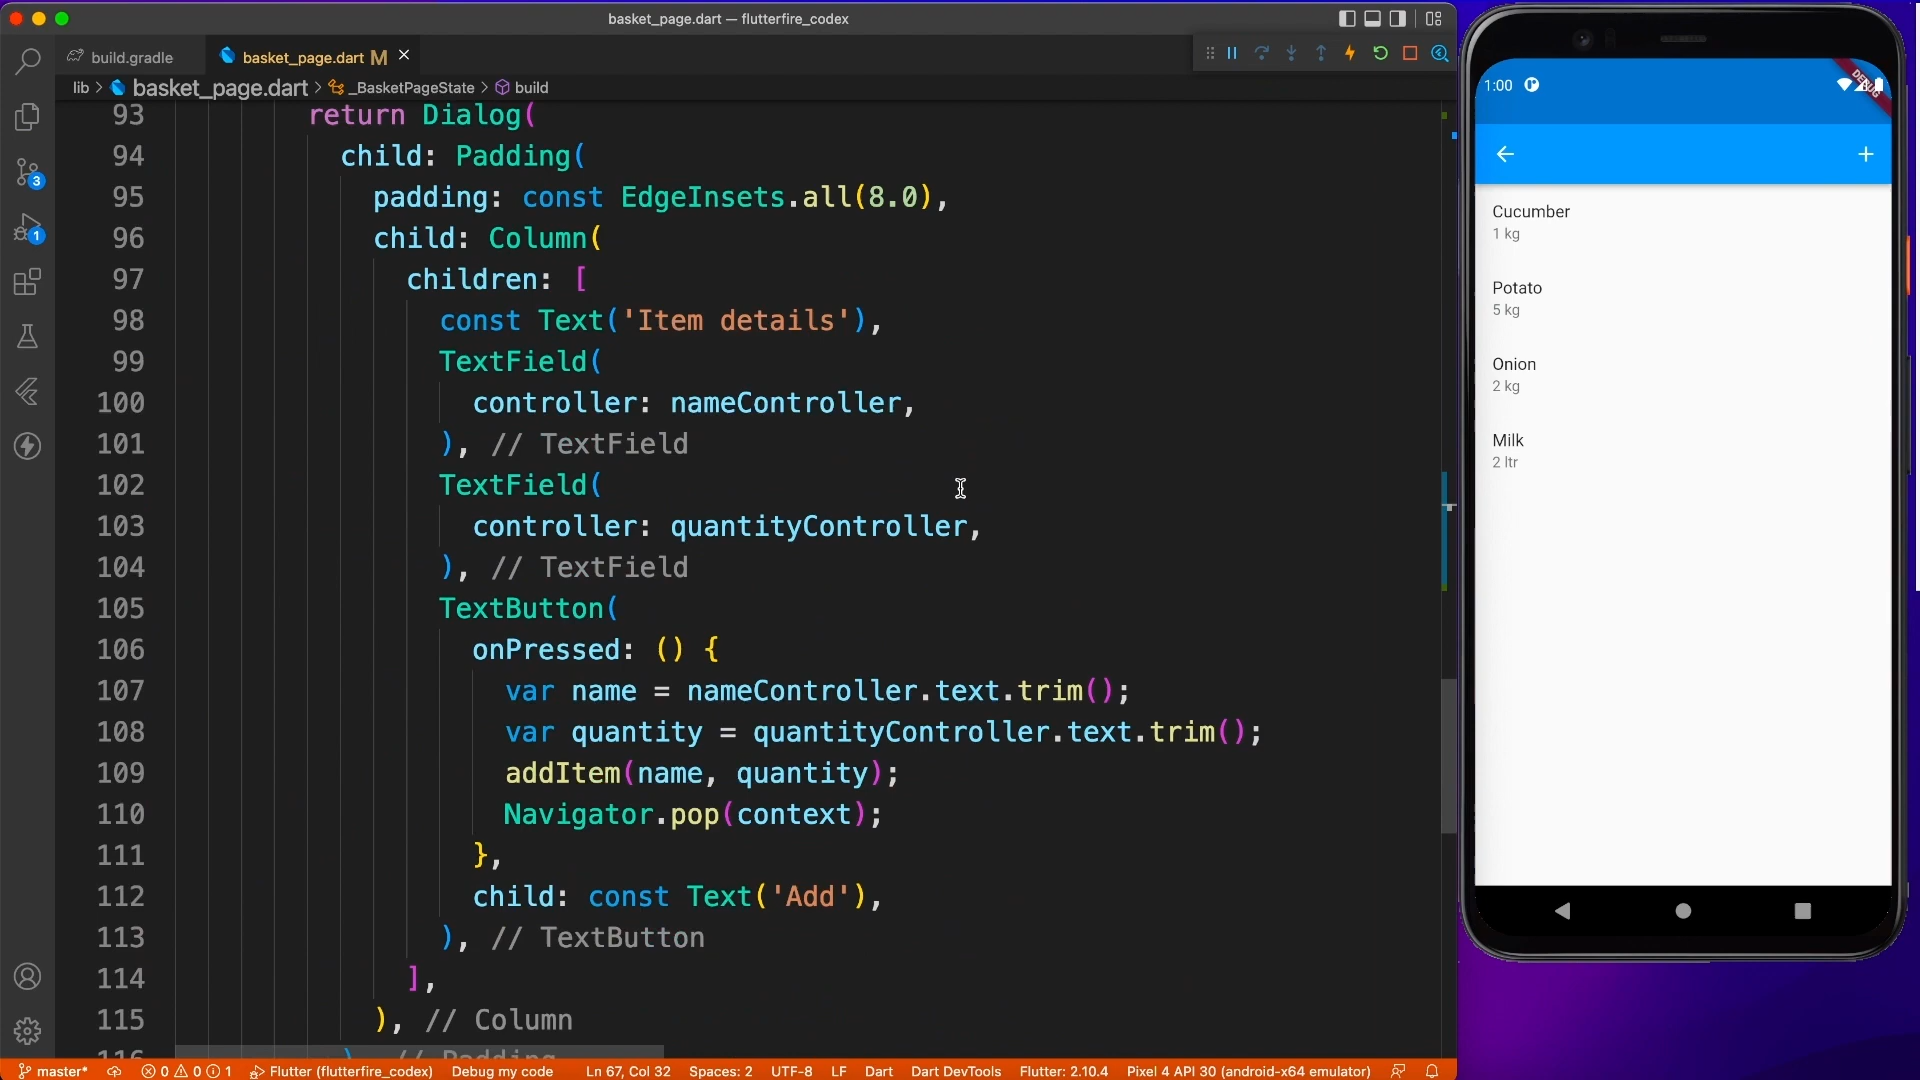 basket_page.dart — flutterfire_codex
build.gradle
basket_page.dart M
lib > basket_page.dart > _BasketPageState > build
93 return Dialog(
94 child: Padding(
95 padding: const EdgeInsets.all(8.0),
96 child: Column(
97 children: [
98 const Text('Item details'),
99 TextField(
100 controller: nameController,
101 ), // TextField
102 TextField(
103 controller: quantityController,
104 ), // TextField
105 TextButton(
106 onPressed: () {
107 var name = nameController.text.trim();
108 var quantity = quantityController.text.trim();
109 addItem(name, quantity);
110 Navigator.pop(context);
111 },
112 child: const Text('Add'),
113 ), // TextButton
114 ],
115 ), // Column
116 ), // Padding
3
1
master* 0 0 1 Flutter (flutterfire_codex) Debug my code Ln 67, Col 32 Spaces: 2 UTF-8 LF Dart Dart DevTools Flutter: 2.10.4 Pixel 4 API 30 (android-x64 emulator)
1:00
DEBUG
Cucumber
1 kg
Potato
5 kg
Onion
2 kg
Milk
2 ltr